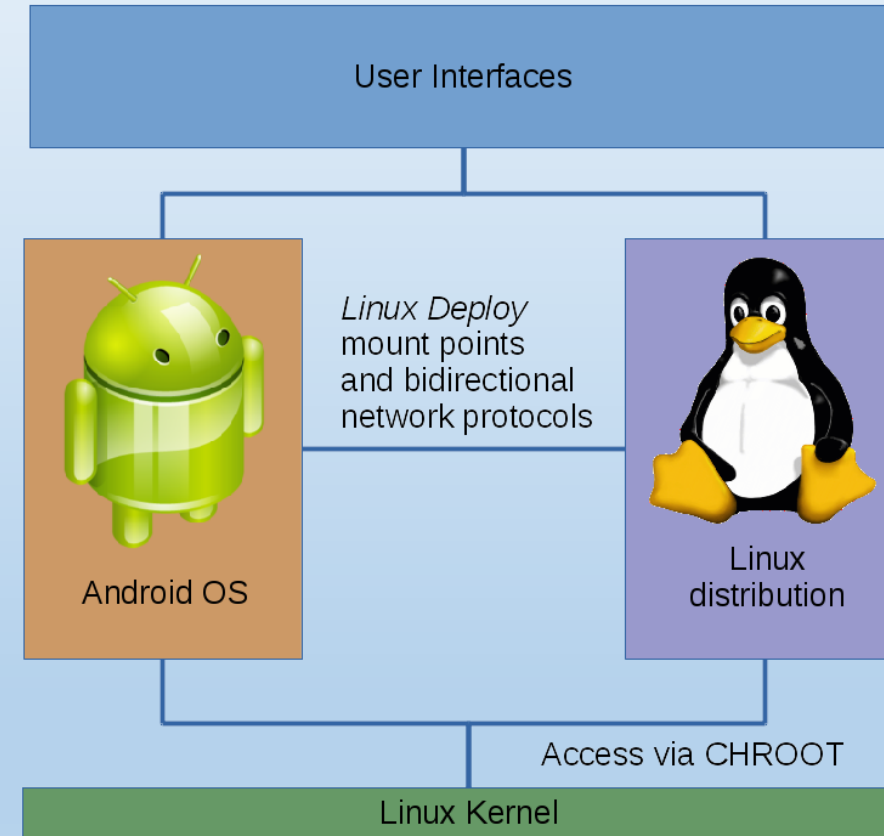 User Interfaces
Linux Deploy
mount points
and bidirectional
network protocols
Android OS
Linux
distribution
Access via CHROOT
Linux Kernel